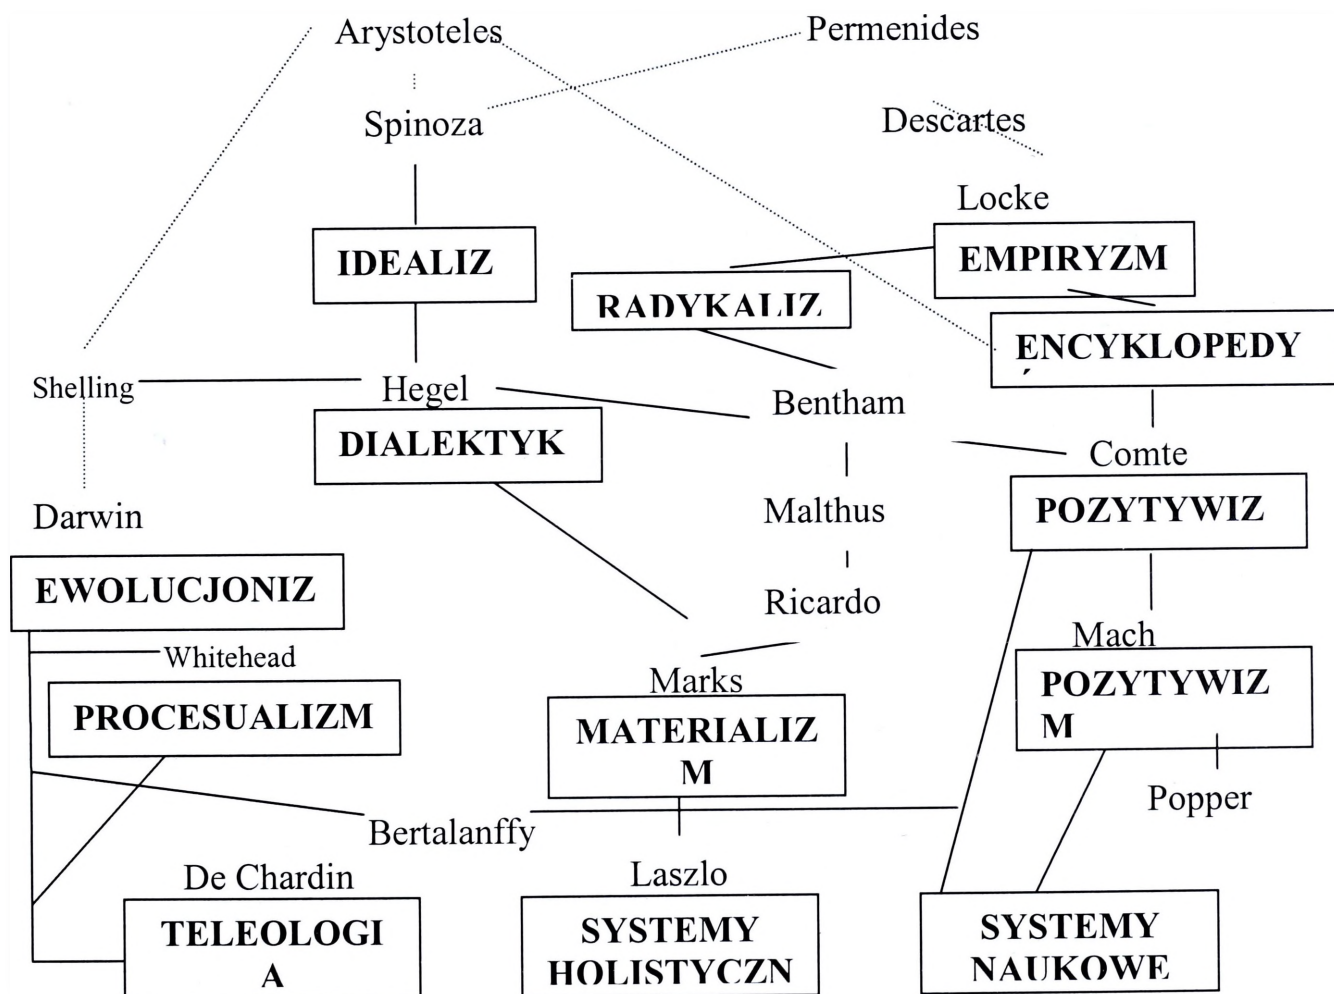 Arystoteles
Permenides
Spinoza
Descartes
Locke
IDEALIZ
EMPIRYZM
RADYKALIZ
ENCYKLOPEDY
Shelling
Hegel
Bentham
DIALEKTYK
Comte
Darwin
Malthus
POZYTYWIZ
EWOLUCJONIZ
Ricardo
Whitehead
Mach
Marks
PROCESUALIZM
POZYTYWIZ
M
MATERIALIZ
M
Popper
Bertalanffy
De Chardin
Laszlo
TELEOLOGI
A
SYSTEMY
HOLISTYCZN
SYSTEMY
NAUKOWE